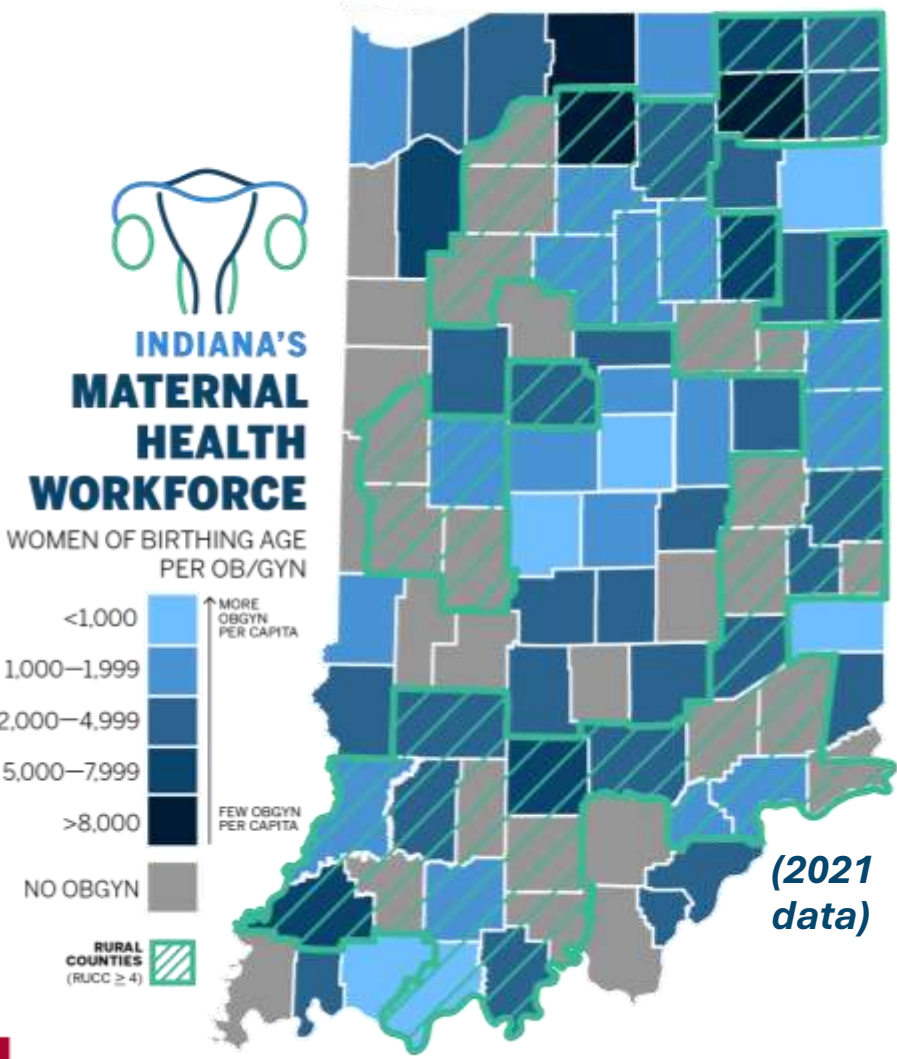 INDIANA'S
MATERNAL
HEALTH
WORKFORCE
WOMEN OF BIRTHING AGE
PER OB/GYN
<1,000
1,000—1,999
2,000—4,999
5,000—7,999
>8,000
MORE
OBGYN
PER CAPITA
FEW OBGYN
PER CAPITA
NO OBGYN
RURAL
COUNTIES
(RUCC ≥ 4)
(2021
data)